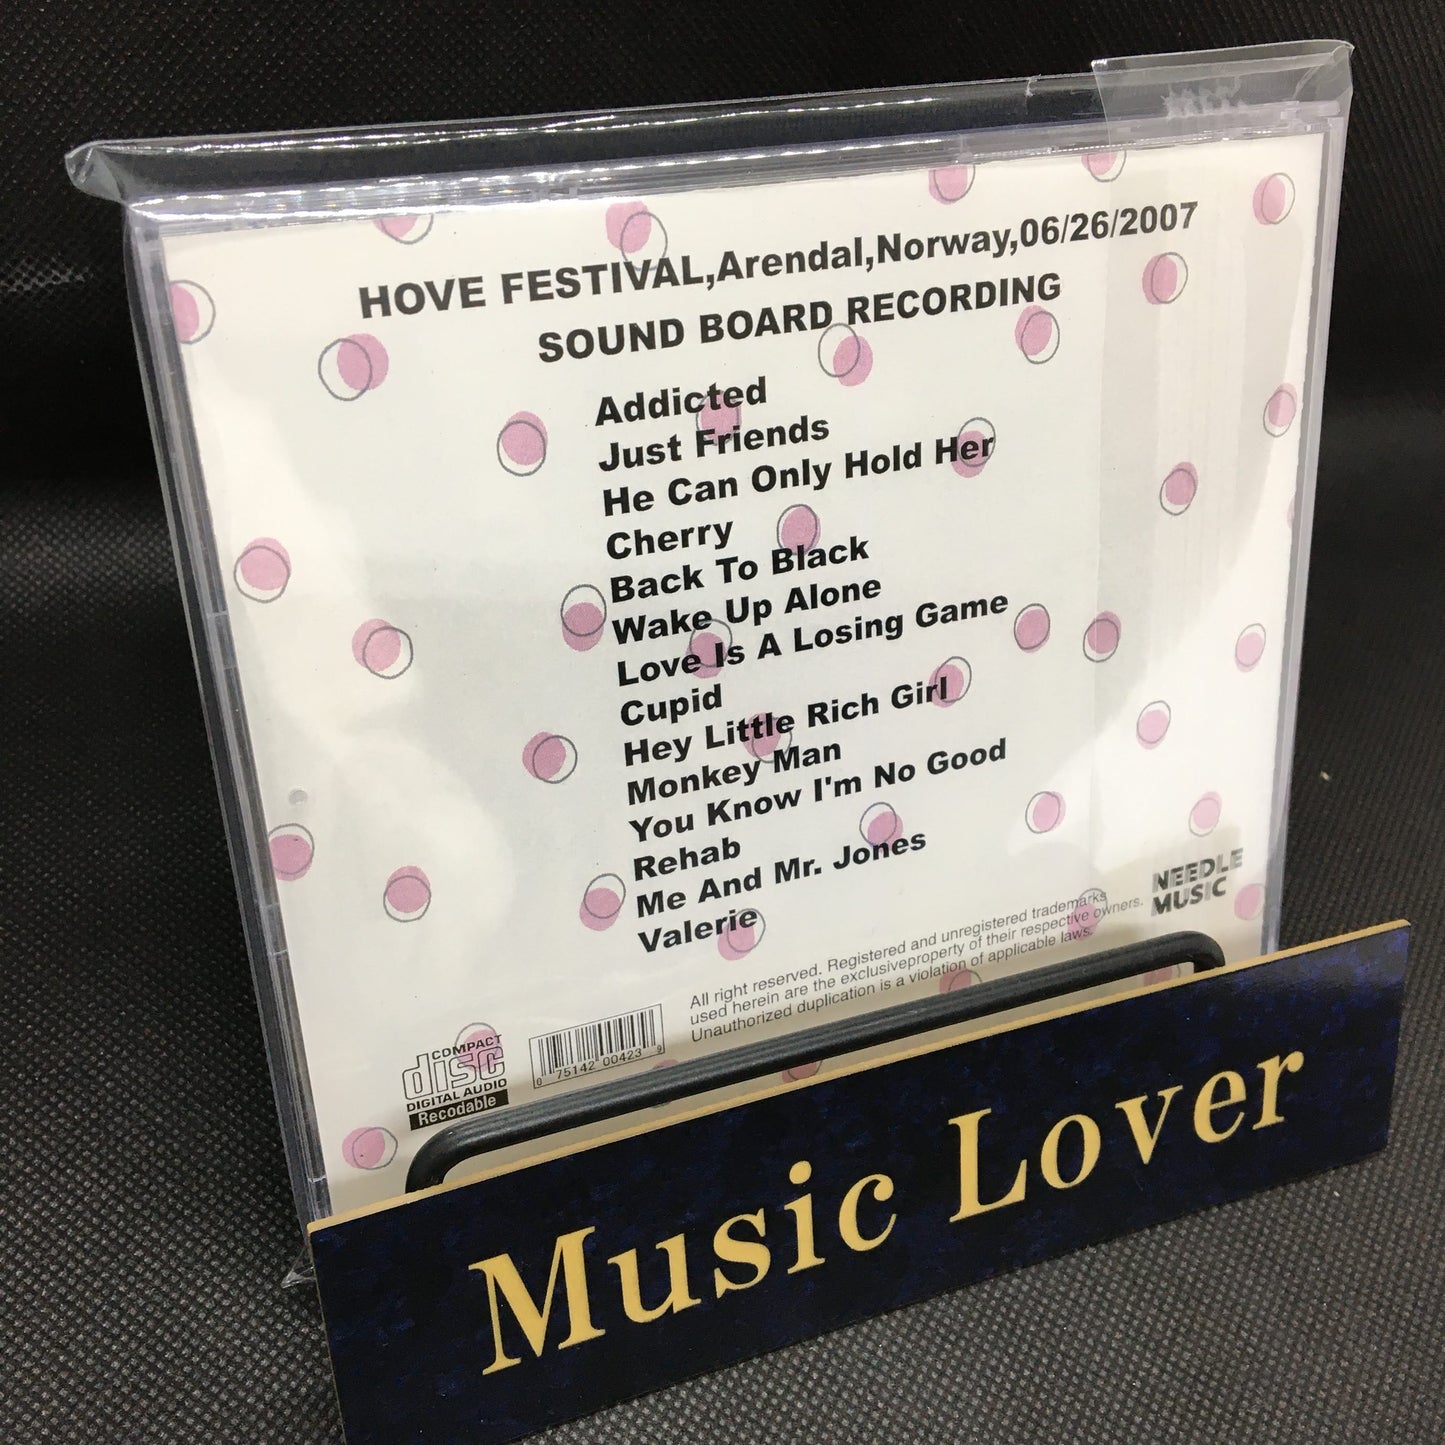 HOVE FESTIVAL,Arendal,Norway,06/26/2007
SOUND BOARD RECORDING
Addicted
Just Friends
He Can Only Hold Her
Cherry
Back To Black
Wake Up Alone
Love Is A Losing Game
Cupid
Hey Little Rich Girl
Monkey Man
You Know I'm No Good
Rehab
Me And Mr. Jones
Valerie
NEEDLE
MUSIC
All right reserved. Registered and unregistered trademarks
used herein are the exclusiveproperty of their respective owners.
Unauthorized duplication is a violation of applicable laws.
COMPACT
disc
DIGITAL AUDIO
Recodable
0 75142 00423 9
Music Lover